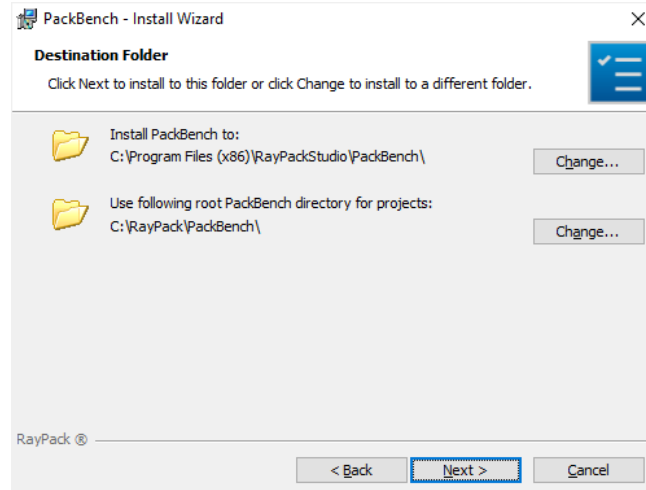 PackBench - Install Wizard
Destination Folder
Click Next to install to this folder or click Change to install to a different folder.
Install PackBench to:
C:\Program Files (x86)\RayPackStudio\PackBench\
Change...
Use following root PackBench directory for projects:
C:\RayPack\PackBench\
Change...
RayPack ®
< Back Next > Cancel